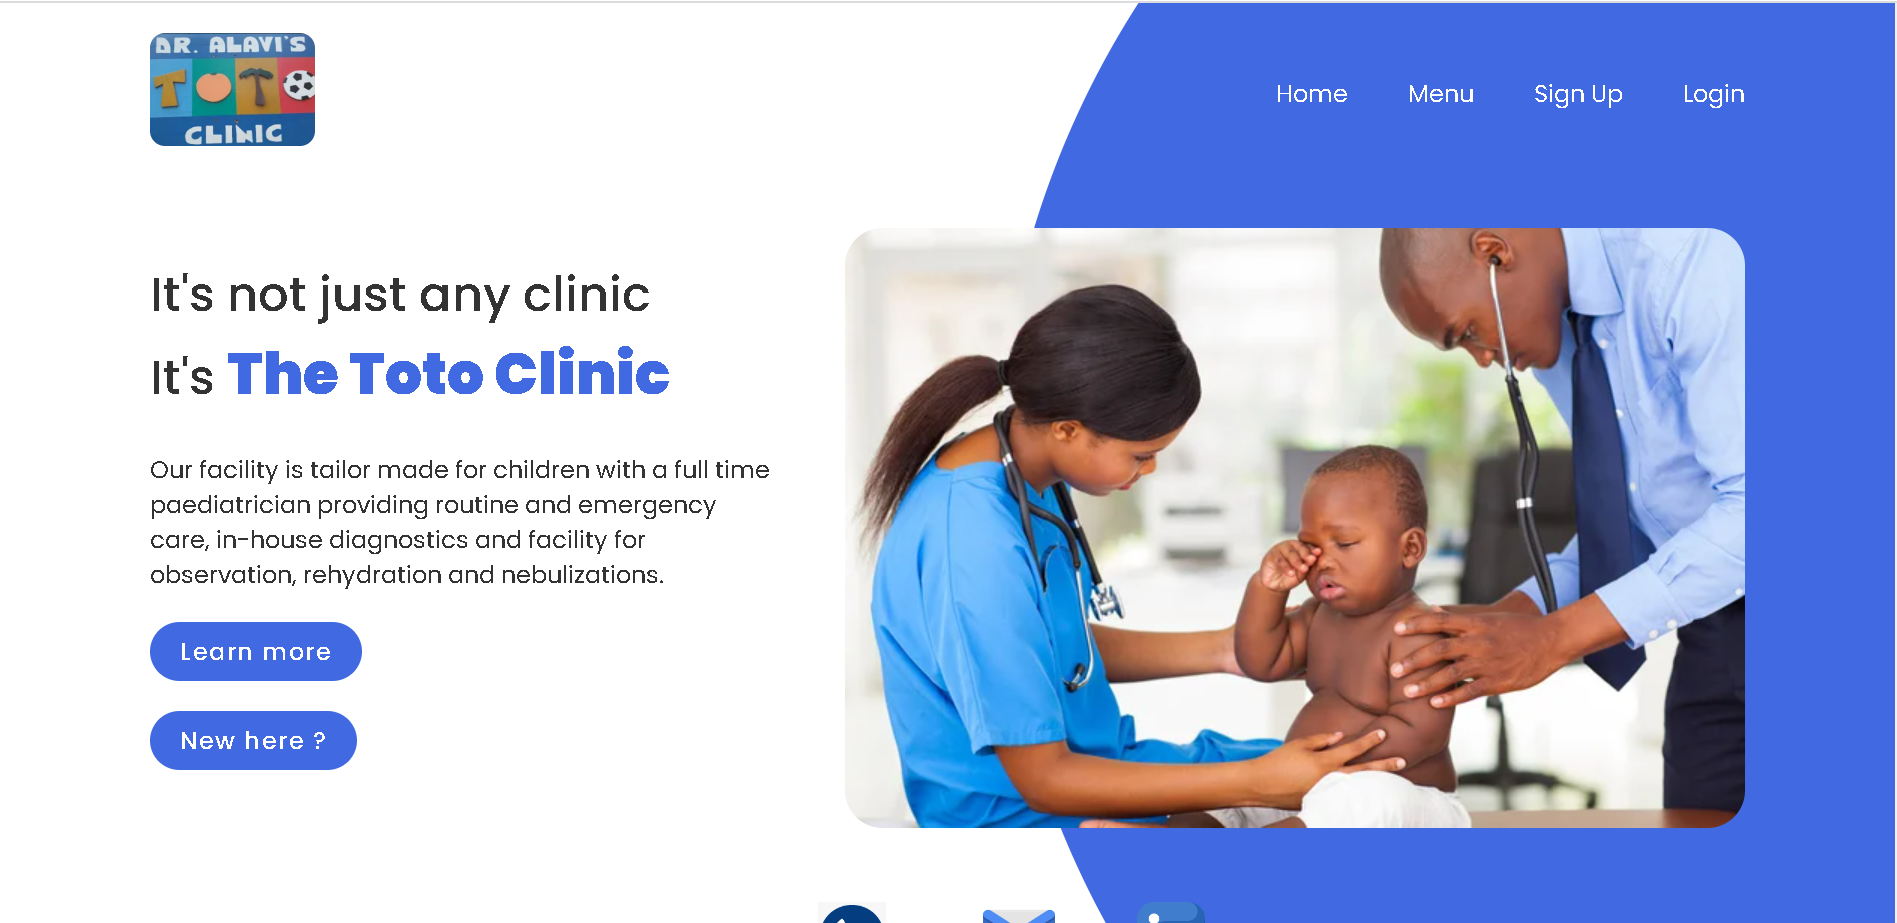 DR. ALAVI'S
TOTO
CLINIC
Home
Menu
Sign Up
Login
It's not just any clinic
It's The Toto Clinic
Our facility is tailor made for children with a full time
paediatrician providing routine and emergency
care, in-house diagnostics and facility for
observation, rehydration and nebulizations.
Learn more
New here ?